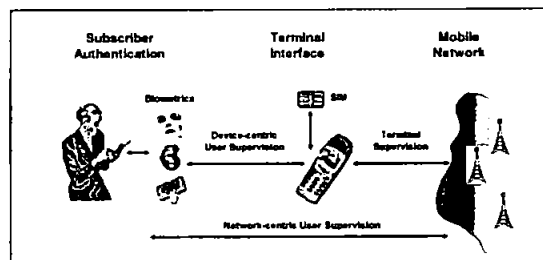 Subscriber
Authentication
Terminal
Interface
Mobile
Network
Biometrics
SIM
Device-centric
User Supervision
Terminal
Supervision
Network-centric User Supervision